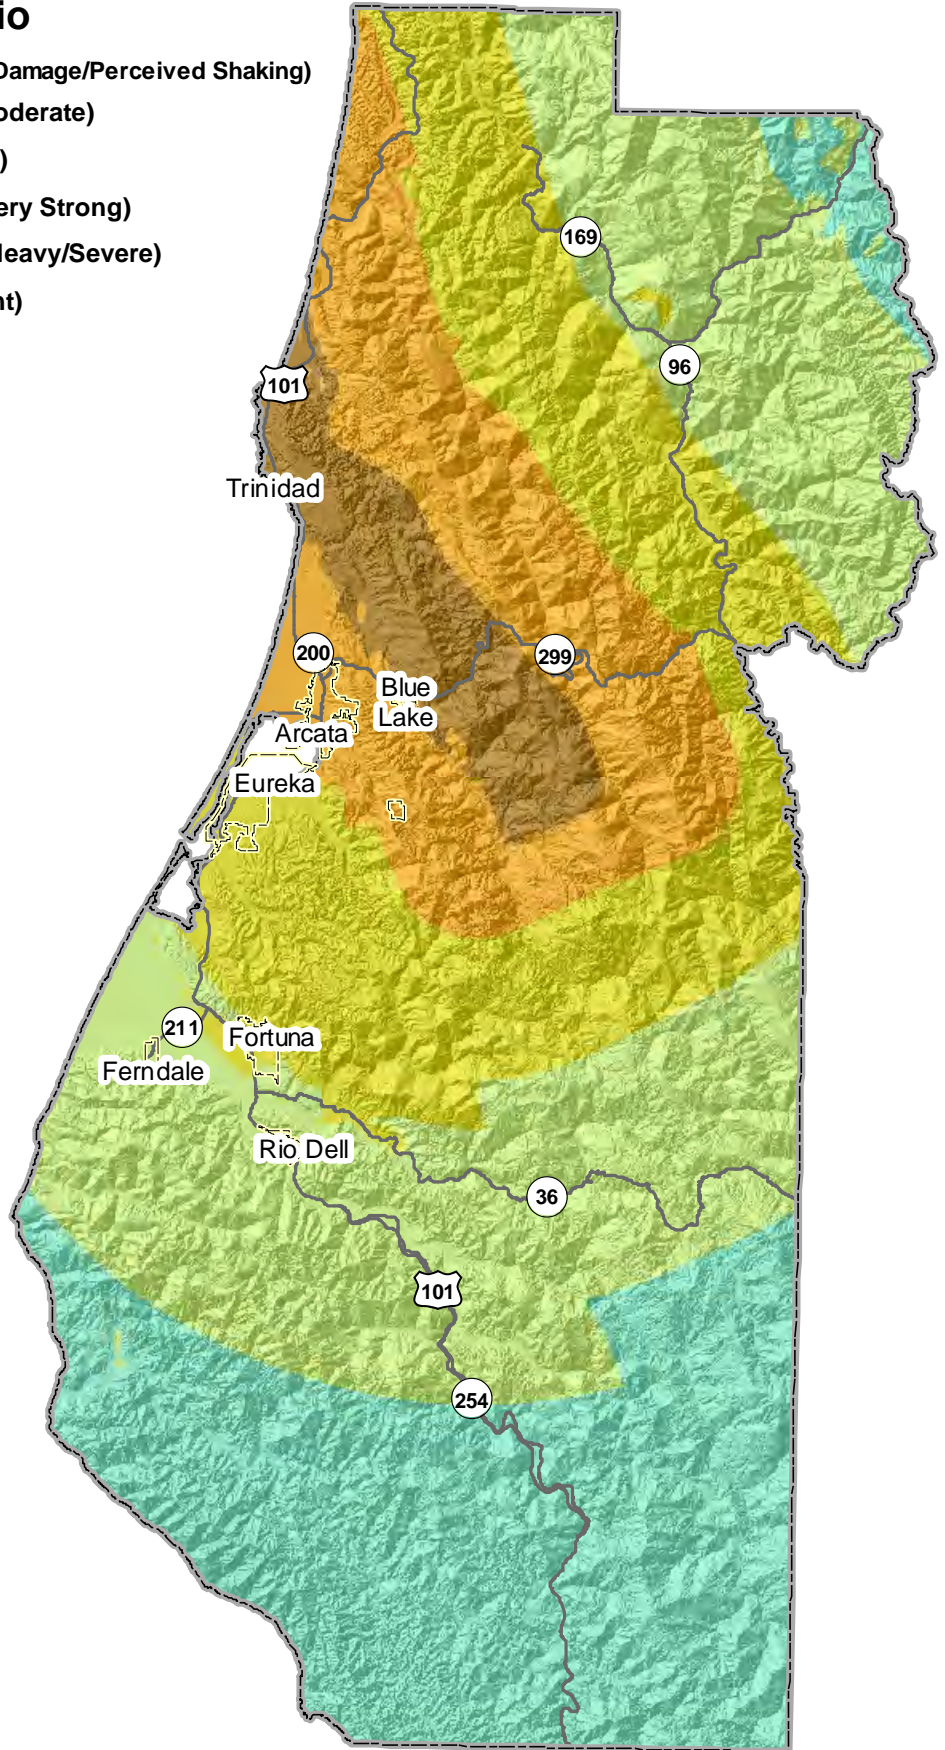 io
Damage/Perceived Shaking)
oderate)
)
ery Strong)
eavy/Severe)
nt)
169
96
101
Trinidad
200
299
Blue
Lake
Arcata
Eureka
211
Fortuna
Ferndale
Rio Dell
36
101
254